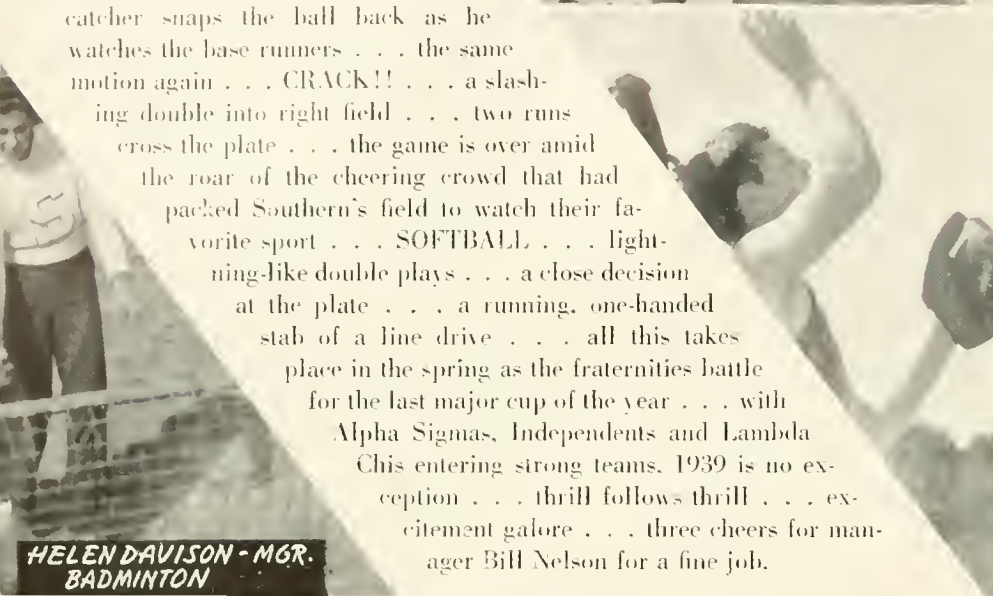 catcher snaps the ball back as he
watches the base runners . . . the same
motion again . . . CRACK!! . . . a slash-
ing double into right field . . . two runs
cross the plate . . . the game is over amid
the roar of the cheering crowd that had
packed Southern's field to watch their fa-
vorite sport . . . SOFTBALL . . . light-
ning-like double plays . . . a close decision
at the plate . . . a running, one-handed
stab of a line drive . . . all this takes
place in the spring as the fraternities battle
for the last major cup of the year . . . with
Alpha Sigmas, Independents and Lambda
Chis entering strong teams. 1939 is no ex-
ception . . . thrill follows thrill . . . ex-
citement galore . . . three cheers for man-
ager Bill Nelson for a fine job.
S
HELEN DAVISON - MGR.
BADMINTON